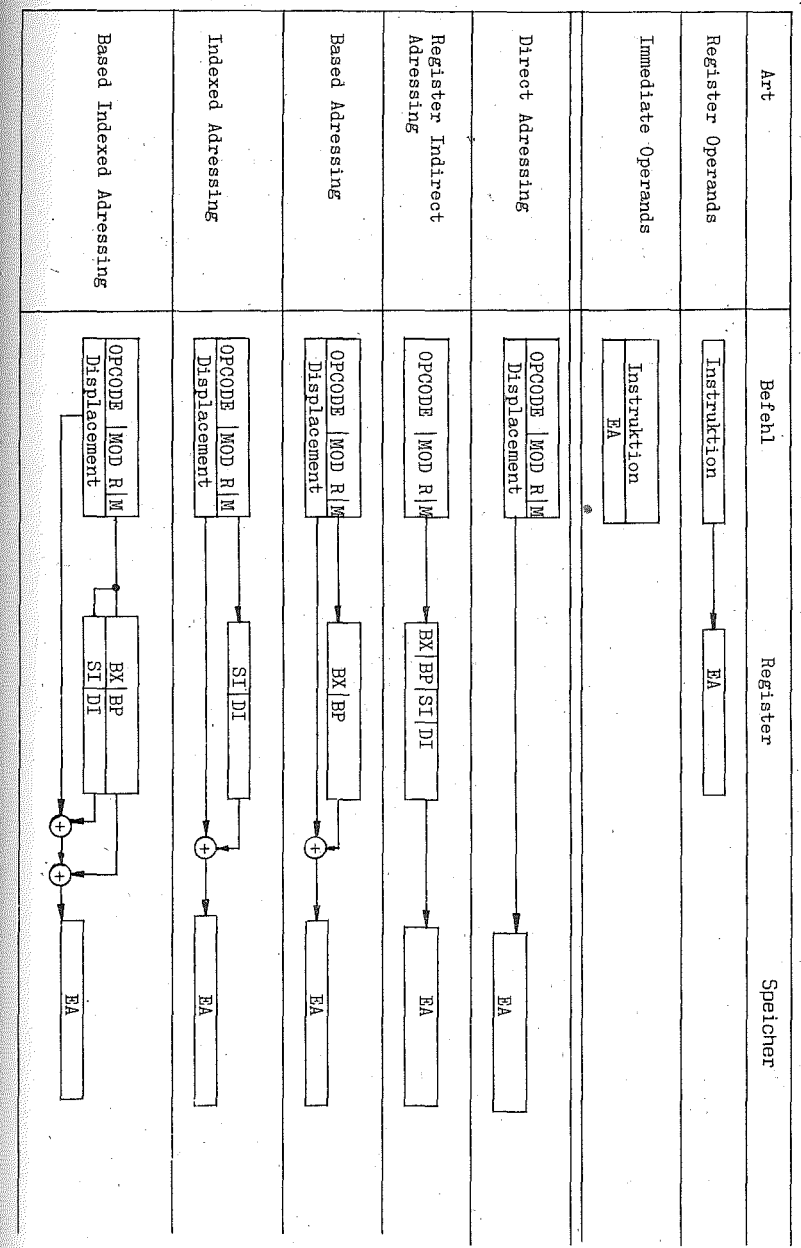 Art Befehl Register Speicher
Register Operands
Instruktion
EA
Immediate Operands
Instruktion
EA
Direct Adressing
OPCODE |MOD R|M
Displacement
EA
Register Indirect
Adressing
OPCODE |MOD R|M
BX|BP|SI|DI
EA
Based Adressing
OPCODE |MOD R|M
Displacement
BX|BP
+
EA
Indexed Adressing
OPCODE |MOD R|M
Displacement
SI|DI
+
EA
Based Indexed Adressing
OPCODE |MOD R|M
Displacement
BX|BP
SI|DI
+
+
EA